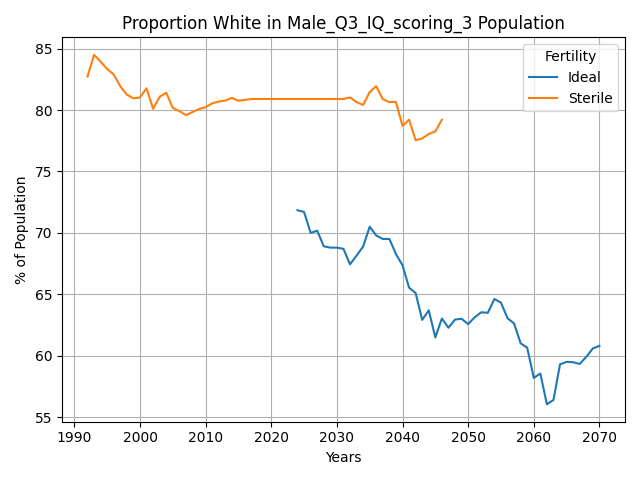 Proportion White in Male_Q3_IQ_scoring_3 Population
Fertility
Ideal
Sterile
% of Population
85
80
75
70
65
60
55
1990 2000 2010 2020 2030 2040 2050 2060 2070
Years